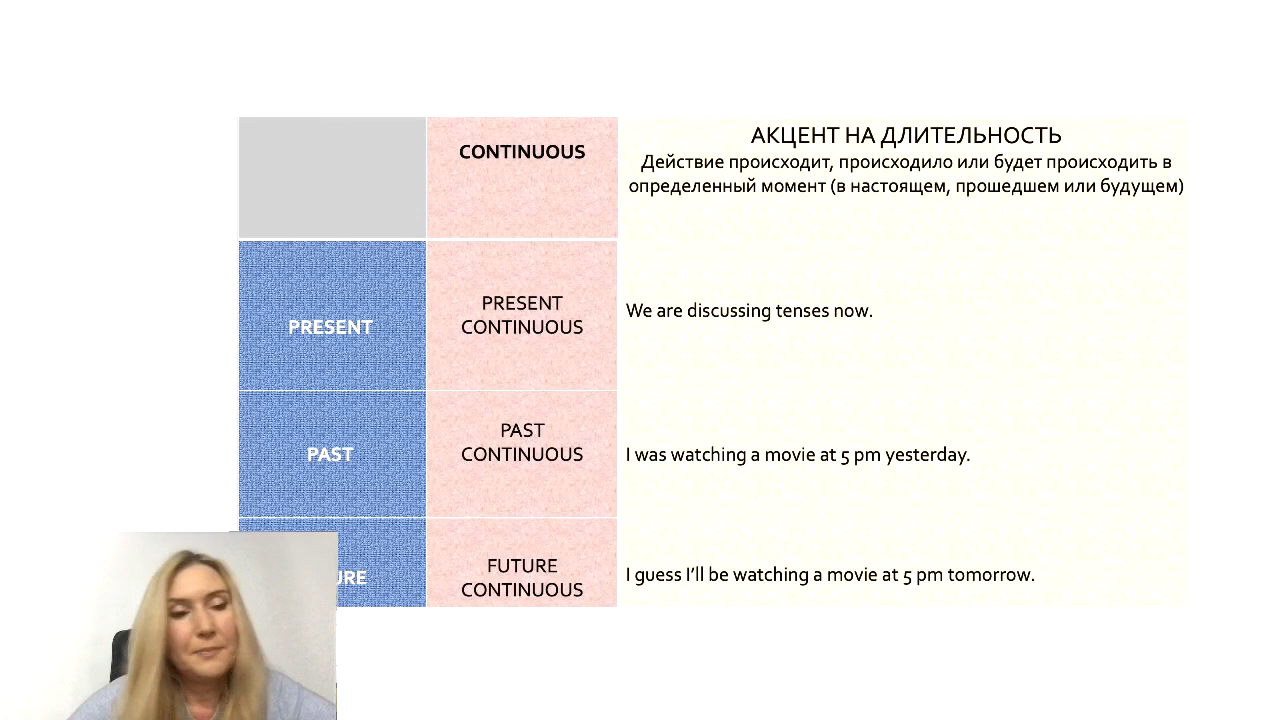 CONTINUOUS
АКЦЕНТ НА ДЛИТЕЛЬНОСТЬ
Действие происходит, происходило или будет происходить в
определенный момент (в настоящем, прошедшем или будущем)
PRESENT
PRESENT
CONTINUOUS
We are discussing tenses now.
PAST
PAST
CONTINUOUS
I was watching a movie at 5 pm yesterday.
URE
FUTURE
CONTINUOUS
I guess I'll be watching a movie at 5 pm tomorrow.